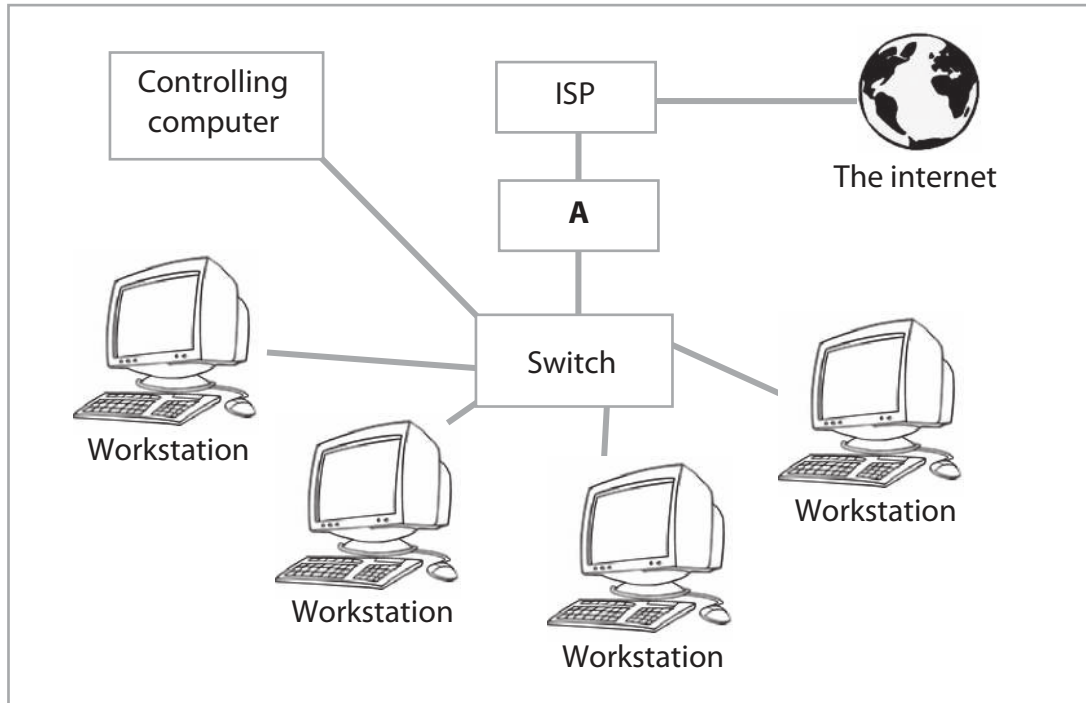 Controlling
computer
ISP
The internet
A
Switch
Workstation
Workstation
Workstation
Workstation